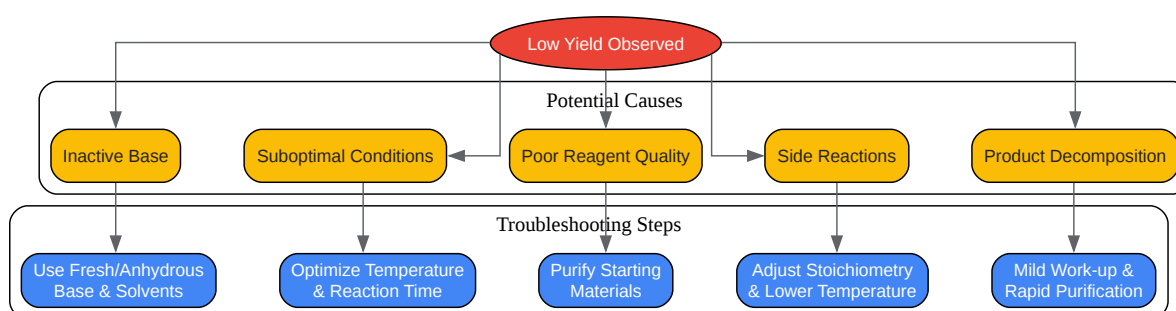 Low Yield Observed
Potential Causes
Inactive Base
Suboptimal Conditions
Poor Reagent Quality
Side Reactions
Product Decomposition
Troubleshooting Steps
Use Fresh/Anhydrous
Base & Solvents
Optimize Temperature
& Reaction Time
Purify Starting
Materials
Adjust Stoichiometry
& Lower Temperature
Mild Work-up &
Rapid Purification